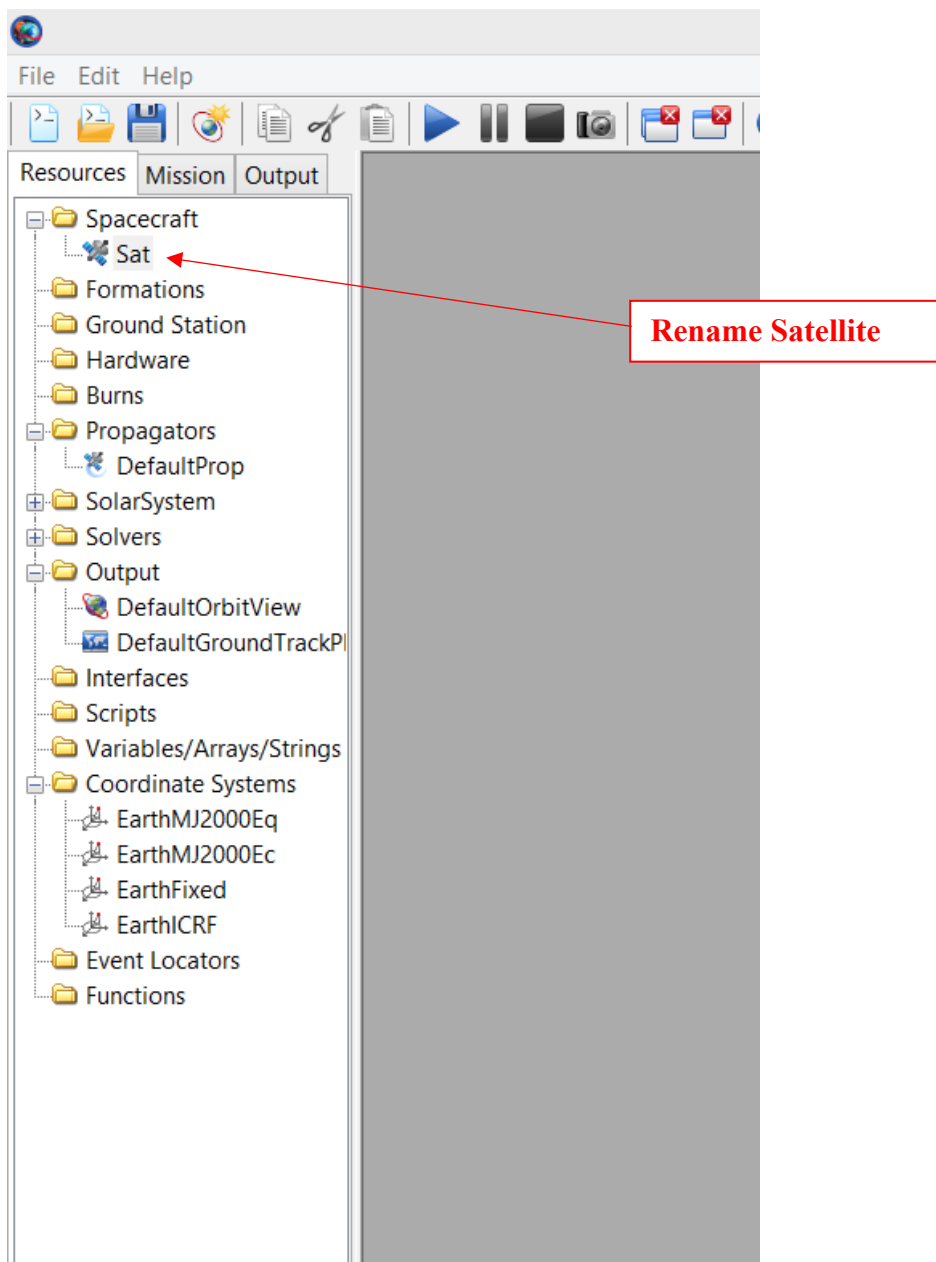 File Edit Help
Resources Mission Output
Spacecraft
Sat
Formations
Ground Station
Rename Satellite
Hardware
Burns
Propagators
DefaultProp
SolarSystem
Solvers
Output
DefaultOrbitView
DefaultGroundTrackPl
Interfaces
Scripts
Variables/Arrays/Strings
Coordinate Systems
EarthMJ2000Eq
EarthMJ2000Ec
EarthFixed
EarthICRF
Event Locators
Functions